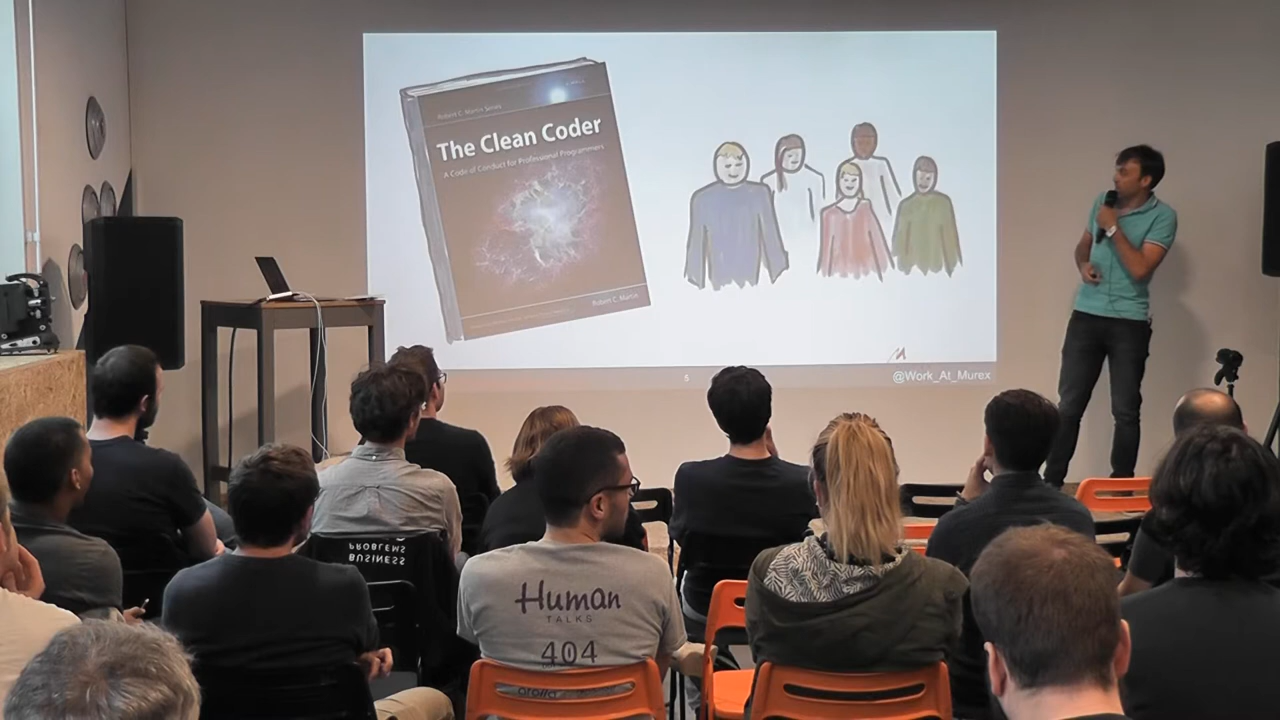 Robert C. Martin Series
The Clean Coder
A Code of Conduct for Professional Programmers
Robert C. Martin
5
@Work_At_Murex
BUSINESS
PROBLEMS
Human
TALKS
404
arolla